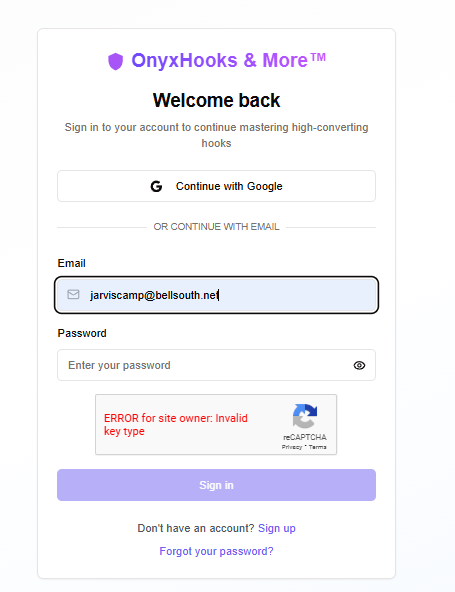 OnyxHooks & More™
Welcome back
Sign in to your account to continue mastering high-converting
hooks
G Continue with Google
OR CONTINUE WITH EMAIL
Email
jarviscamp@bellsouth.net
Password
Enter your password
ERROR for site owner: Invalid
key type
reCAPTCHA
Privacy - Terms
Sign in
Don't have an account? Sign up
Forgot your password?